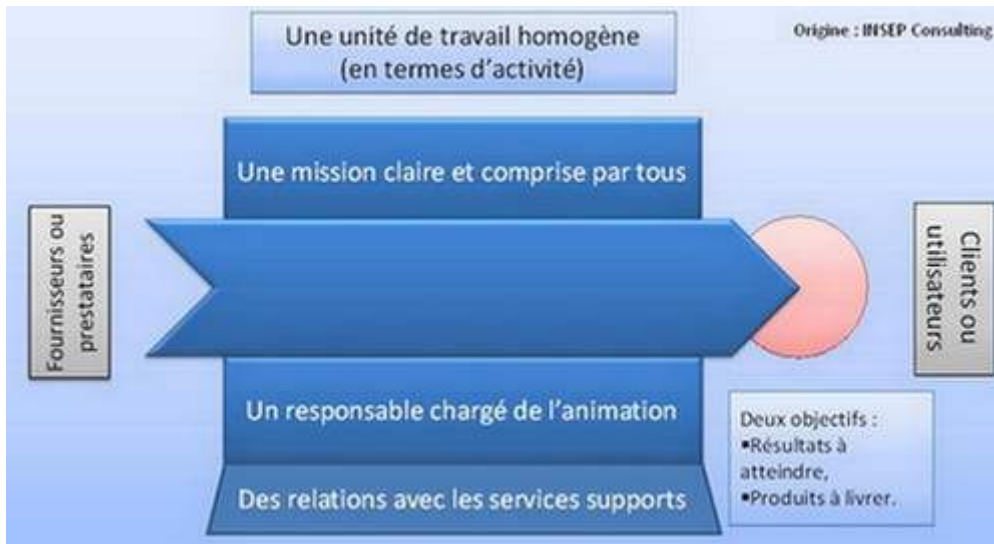 Une unité de travail homogène
(en termes d'activité)
Origine : INSEP Consulting
Une mission claire et comprise par tous
Fournisseurs ou
prestataires
Clients ou
utilisateurs
Un responsable chargé de l'animation
Des relations avec les services supports
Deux objectifs :
▪Résultats à
atteindre,
▪Produits à livrer.